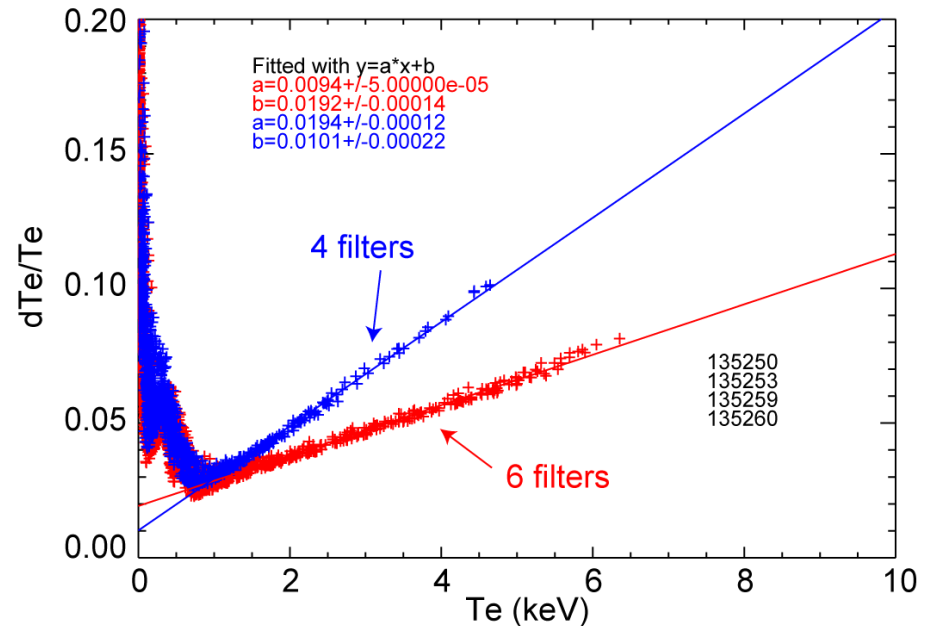 0.20
0.15
0.10
0.05
0.00
dTe/Te
Fitted with y=a*x+b
a=0.0094+/-5.00000e-05
b=0.0192+/-0.00014
a=0.0194+/-0.00012
b=0.0101+/-0.00022
4 filters
6 filters
135250
135253
135259
135260
0 2 4 6 8 10
Te (keV)